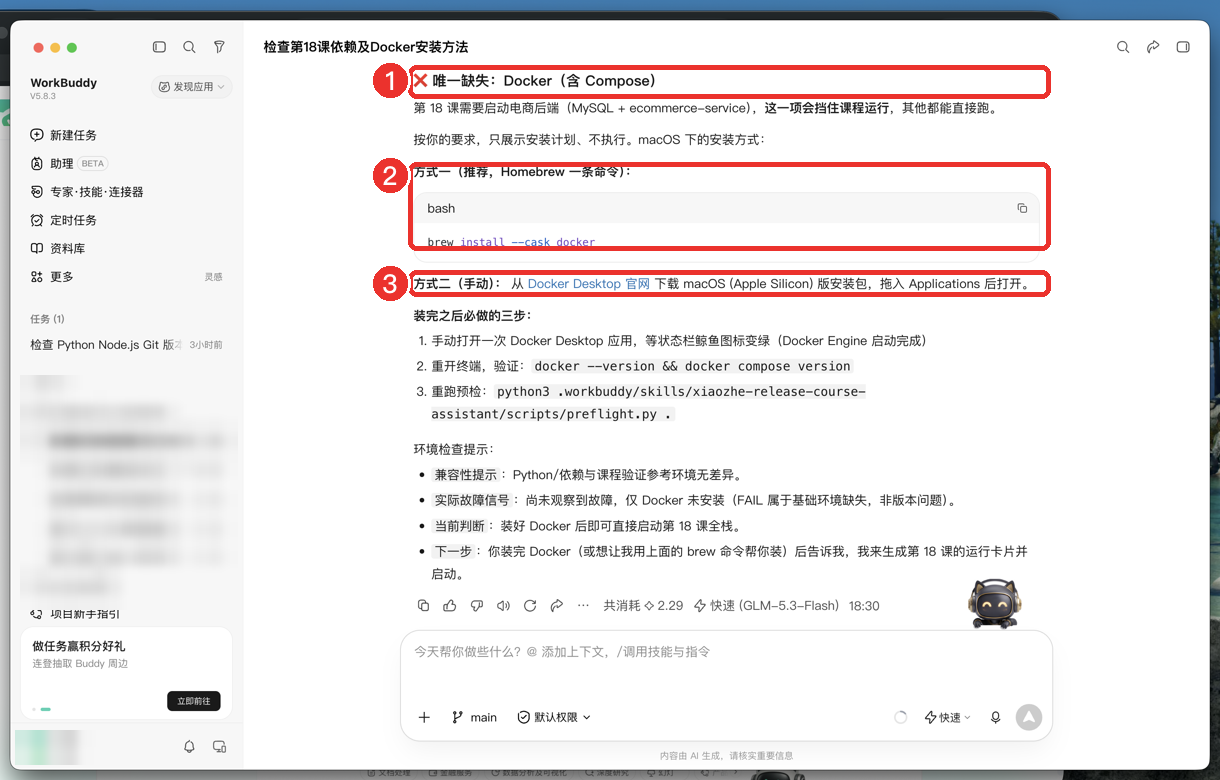 WorkBuddy
V5.8.3
发现应用
新建任务
助理 BETA
专家·技能·连接器
定时任务
资料库
更多
灵感
任务 (1)
检查 Python Node.js Git 版
3小时前
项目新手指引
做任务赢积分好礼
连登抽取 Buddy 周边
立即前往
检查第18课依赖及Docker安装方法
1
❌ 唯一缺失：Docker（含 Compose）
第 18 课需要启动电商后端（MySQL + ecommerce-service），这一项会挡住课程运行，其他都能直接跑。
按你的要求，只展示安装计划、不执行。macOS 下的安装方式：
2
方式一（推荐，Homebrew 一条命令）：
bash
brew install --cask docker
3
方式二（手动）： 从 Docker Desktop 官网 下载 macOS (Apple Silicon) 版安装包，拖入 Applications 后打开。
装完之后必做的三步：
1. 手动打开一次 Docker Desktop 应用，等状态栏鲸鱼图标变绿（Docker Engine 启动完成）
2. 重开终端，验证： docker --version && docker compose version
3. 重跑预检： python3 .workbuddy/skills/xiaozhe-release-course-
assistant/scripts/preflight.py .
环境检查提示：
• 兼容性提示 ：Python/依赖与课程验证参考环境无差异。
• 实际故障信号 ：尚未观察到故障，仅 Docker 未安装（FAIL 属于基础环境缺失，非版本问题）。
• 当前判断 ：装好 Docker 后即可直接启动第 18 课全栈。
• 下一步 ：你装完 Docker（或想让我用上面的 brew 命令帮你装）后告诉我，我来生成第 18 课的运行卡片并
启动。
共消耗 2.29 快速 (GLM-5.3-Flash) 18:30
今天帮你做些什么？@ 添加上下文，/调用技能与指令
main
默认权限
快速
内容由 AI 生成，请核实重要信息
文档处理
金融服务
数据分析及可视化
深度研究